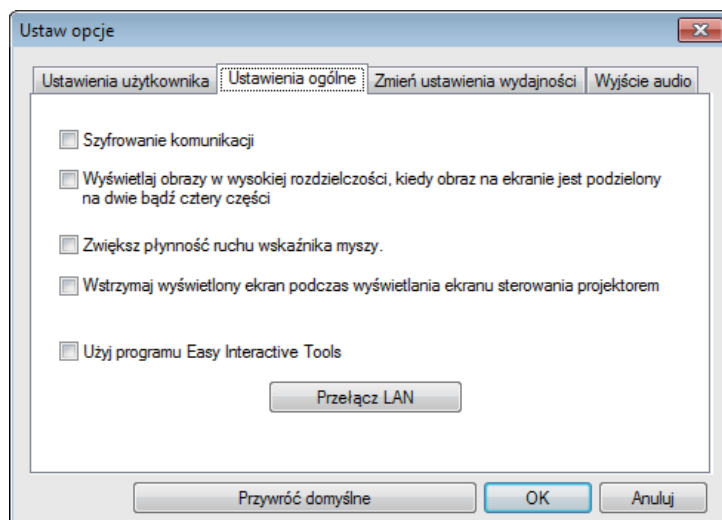 Ustaw opcje
Ustawienia użytkownika
Ustawienia ogólne
Zmień ustawienia wydajności
Wyjście audio
Szyfrowanie komunikacji
Wyświetlaj obrazy w wysokiej rozdzielczości, kiedy obraz na ekranie jest podzielony
na dwie bądź cztery części
Zwiększ płynność ruchu wskaźnika myszy.
Wstrzymaj wyświetlony ekran podczas wyświetlania ekranu sterowania projektorem
Użyj programu Easy Interactive Tools
Przełącz LAN
Przywróć domyślne
OK
Anuluj